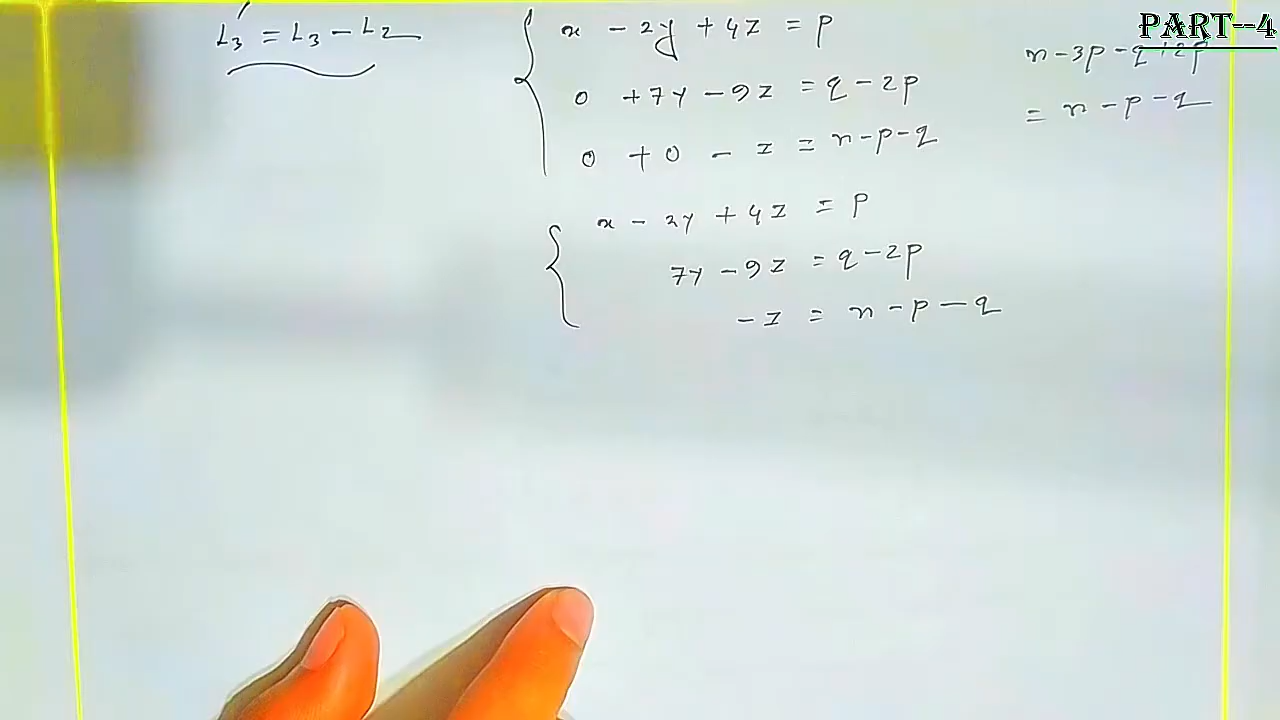 PART--4
L₃' = L₃ - L₂
x - 2y + 4z = p
0 + 7y - 9z = q - 2p
0 + 0 - z = r - p - q
r - 3p - q + 2p
= r - p - q
x - 2y + 4z = p
7y - 9z = q - 2p
-z = r - p - q